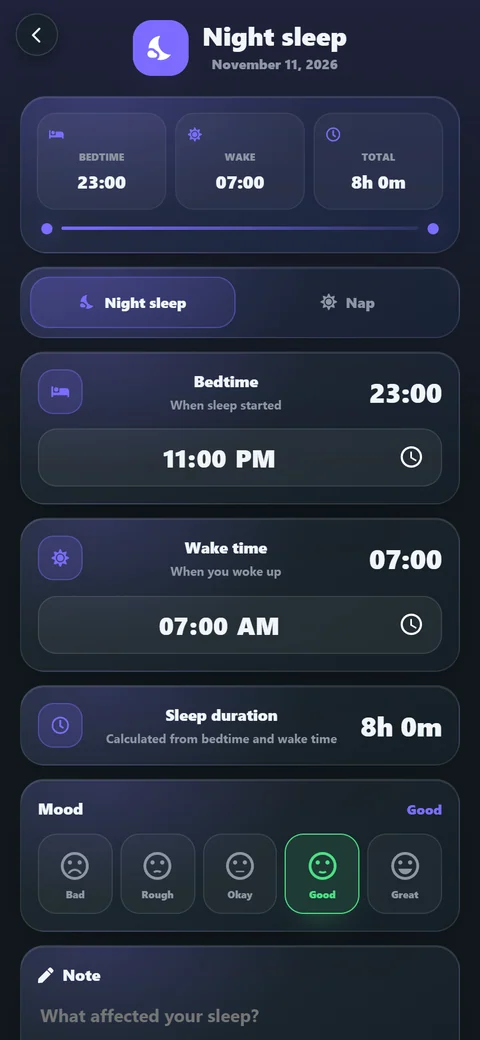 Night sleep
November 11, 2026
BEDTIME
23:00
WAKE
07:00
TOTAL
8h 0m
Night sleep
Nap
Bedtime
When sleep started
23:00
11:00 PM
Wake time
When you woke up
07:00
07:00 AM
Sleep duration
Calculated from bedtime and wake time
8h 0m
Mood
Good
Bad
Rough
Okay
Good
Great
Note
What affected your sleep?